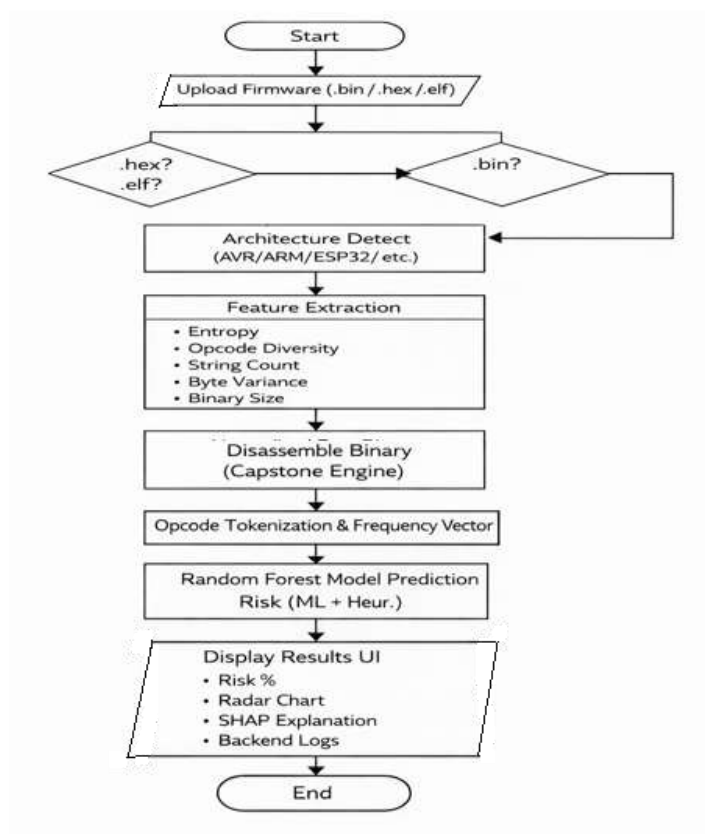 Start
Upload Firmware (.bin/.hex/.elf)
.hex?
.elf?
.bin?
Architecture Detect
(AVR/ARM/ESP32/etc.)
Feature Extraction
• Entropy
• Opcode Diversity
• String Count
• Byte Variance
• Binary Size
Disassemble Binary
(Capstone Engine)
Opcode Tokenization & Frequency Vector
Random Forest Model Prediction
Risk (ML + Heur.)
Display Results UI
• Risk %
• Radar Chart
• SHAP Explanation
• Backend Logs
End